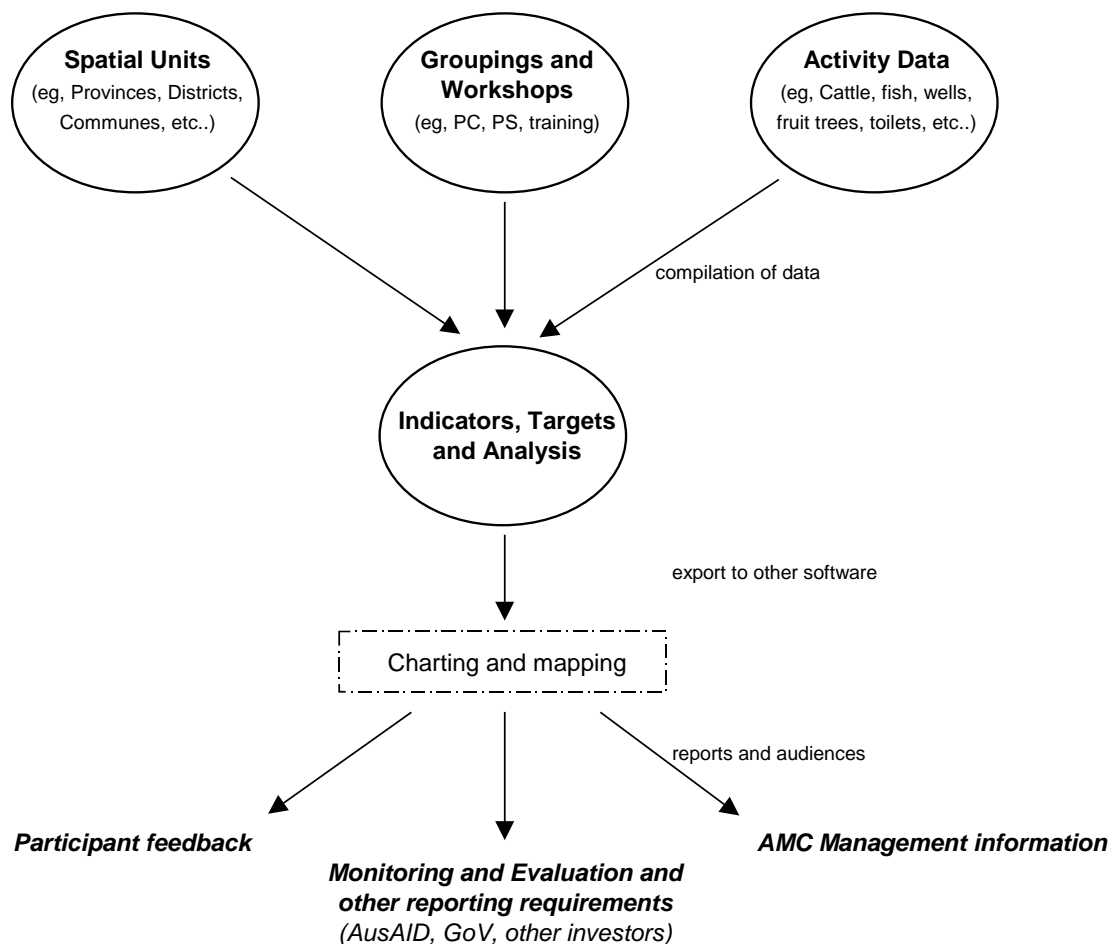 Spatial Units
(eg, Provinces, Districts,
Communes, etc..)
Groupings and
Workshops
(eg, PC, PS, training)
Activity Data
(eg, Cattle, fish, wells,
fruit trees, toilets, etc..)
compilation of data
Indicators, Targets
and Analysis
export to other software
Charting and mapping
reports and audiences
Participant feedback
Monitoring and Evaluation and
other reporting requirements
(AusAID, GoV, other investors)
AMC Management information